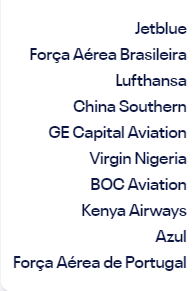 Jetblue
Força Aérea Brasileira
Lufthansa
China Southern
GE Capital Aviation
Virgin Nigeria
BOC Aviation
Kenya Airways
Azul
Força Aérea de Portugal